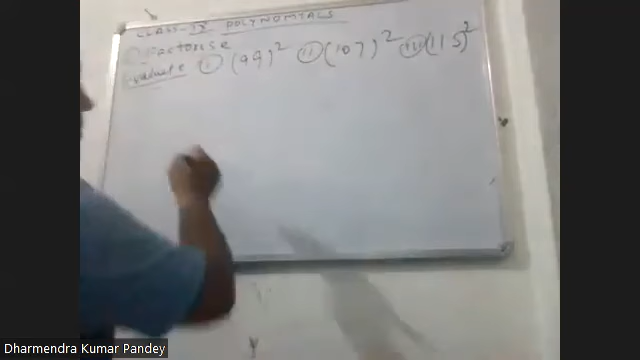 CLASS-IX POLYNOMIALS
Factorise
Evaluate (i) (99)² (ii) (107)² (iii) (115)²
Dharmendra Kumar Pandey